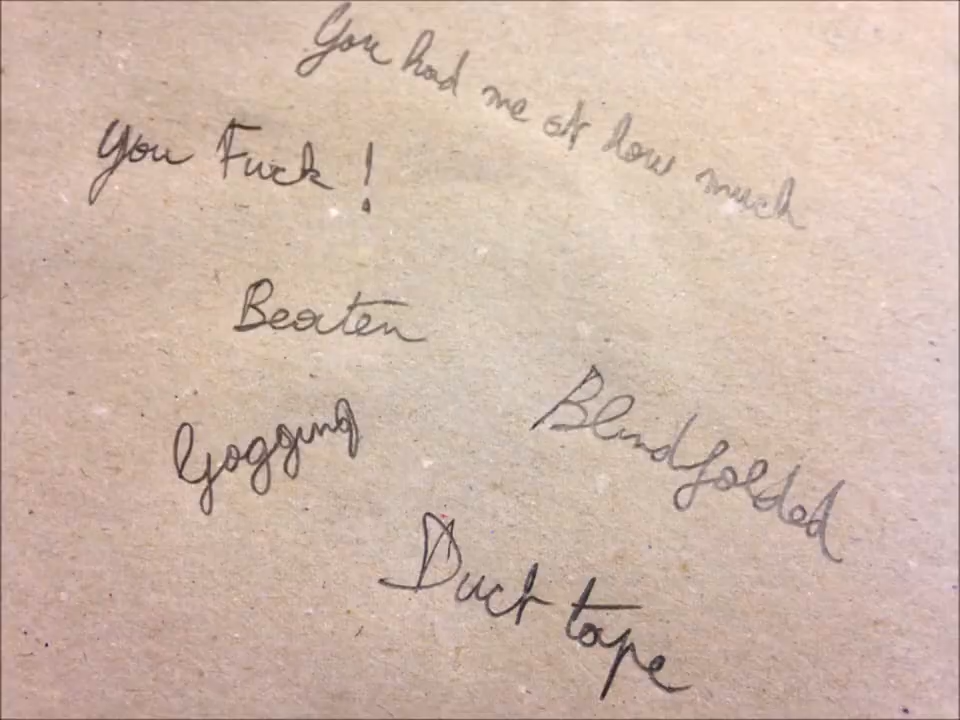 You had me at how much
you Fuck !
Beaten
Gagging
Blindfolded
Duct tape